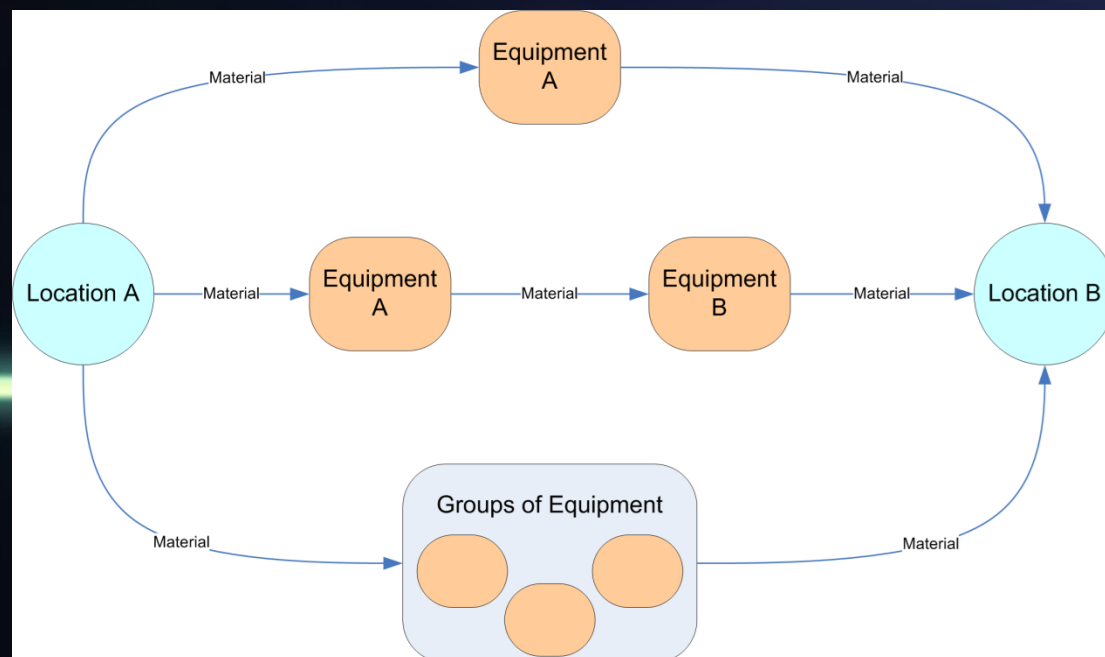 Equipment
A
Material
Material
Location A
Material
Equipment
A
Material
Equipment
B
Material
Location B
Groups of Equipment
Material
Material